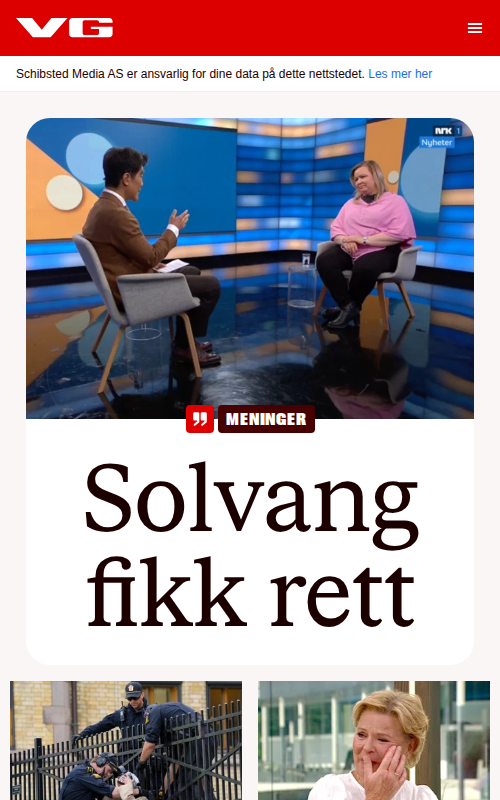 VG
Schibsted Media AS er ansvarlig for dine data på dette nettstedet. Les mer her
NRK 1
Nyheter
MENINGER
Solvang
fikk rett